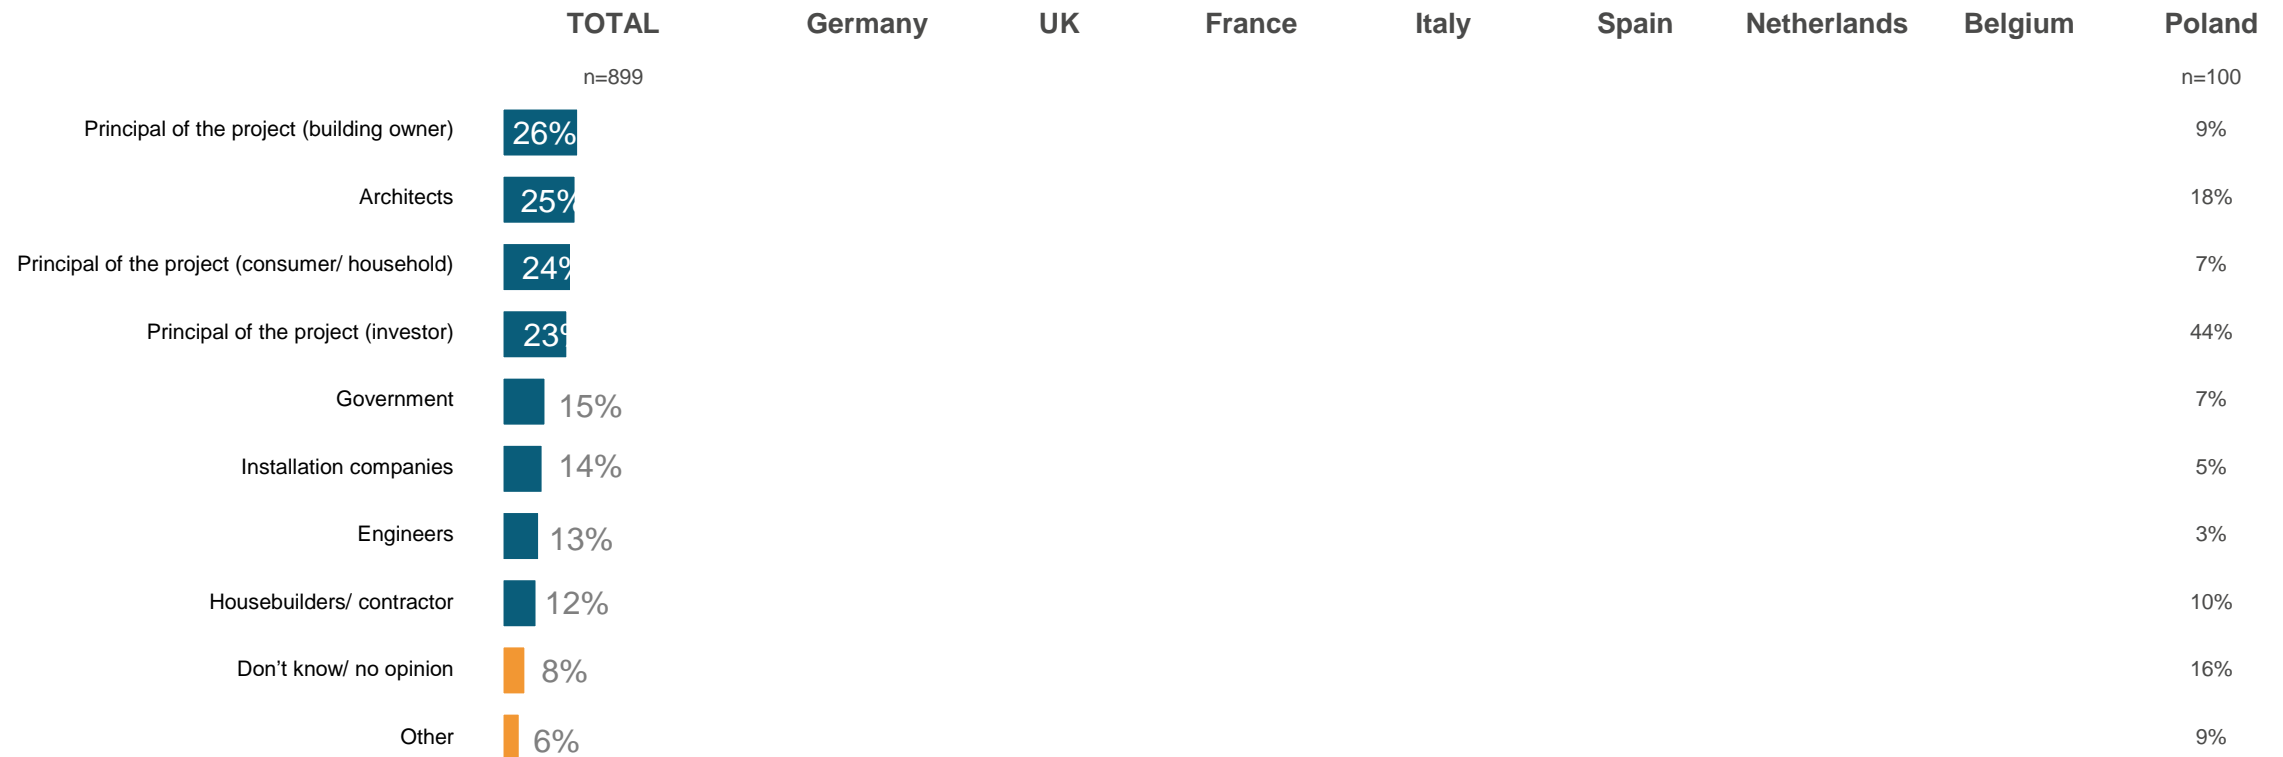 TOTAL Germany UK France Italy Spain Netherlands Belgium Poland
n=899 n=100
Principal of the project (building owner) 26% 9%
Architects 25% 18%
Principal of the project (consumer/ household) 24% 7%
Principal of the project (investor) 23% 44%
Government 15% 7%
Installation companies 14% 5%
Engineers 13% 3%
Housebuilders/ contractor 12% 10%
Don’t know/ no opinion 8% 16%
Other 6% 9%